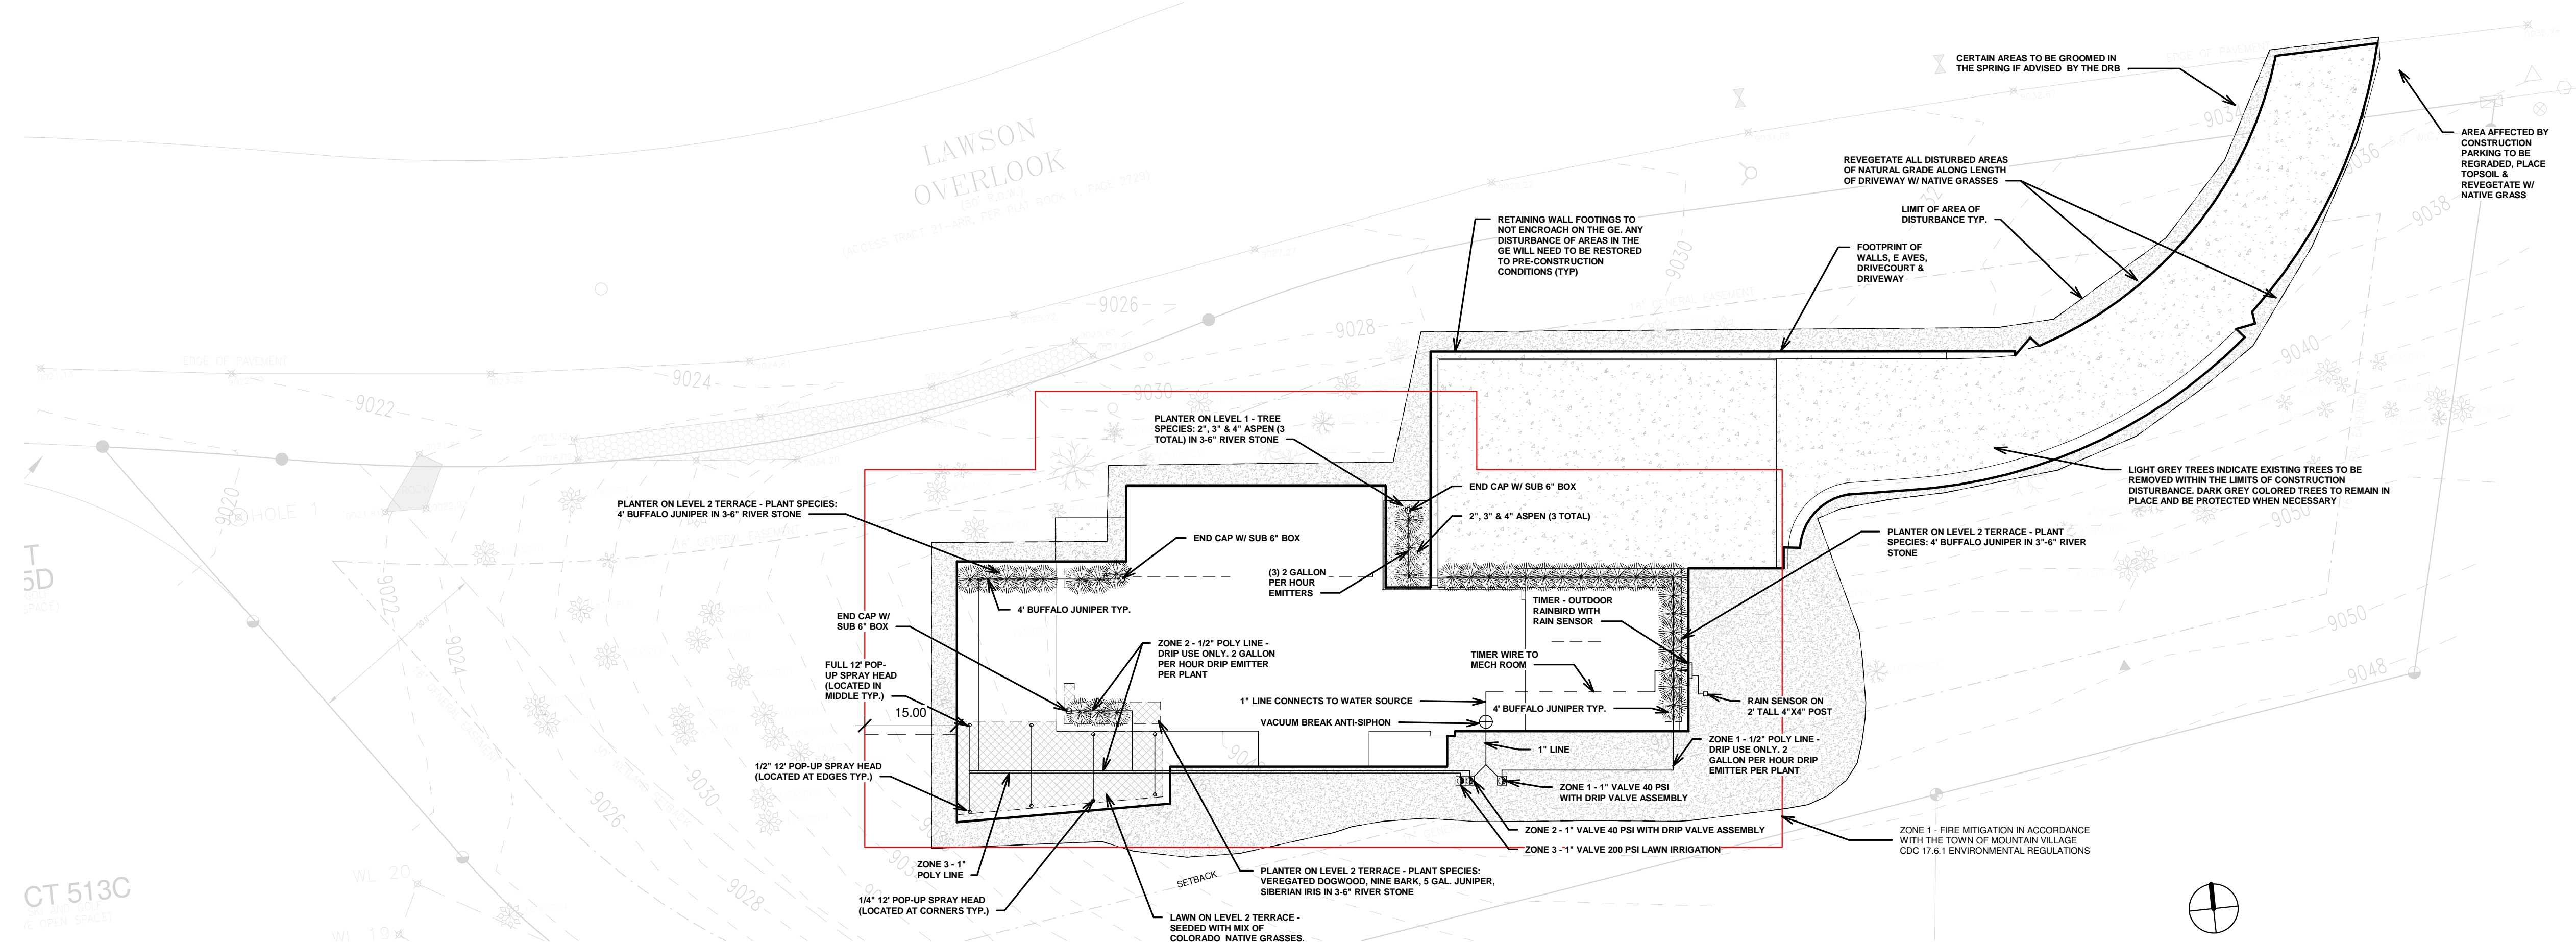 CERTAIN AREAS TO BE GROOMED IN
THE SPRING IF ADVISED BY THE DRB
AREA AFFECTED BY
CONSTRUCTION
PARKING TO BE
REGRADED, PLACE
TOPSOIL &
REVEGETATE W/
NATIVE GRASS
LAWSON
OVERLOOK
REVEGETATE ALL DISTURBED AREAS
OF NATURAL GRADE ALONG LENGTH
OF DRIVEWAY W/ NATIVE GRASSES
LIMIT OF AREA OF
DISTURBANCE TYP.
RETAINING WALL FOOTINGS TO
NOT ENCROACH ON THE GE. ANY
DISTURBANCE OF AREAS IN THE
GE WILL NEED TO BE RESTORED
TO PRE-CONSTRUCTION
CONDITIONS (TYP)
FOOTPRINT OF
WALLS, E AVES,
DRIVECOURT &
DRIVEWAY
9034
9036
9038
9030
9026
9028
9040
EDGE OF PAVEMENT
9024
9022
9030
PLANTER ON LEVEL 1 - TREE
SPECIES: 2", 3" & 4" ASPEN (3
TOTAL) IN 3-6" RIVER STONE
LIGHT GREY TREES INDICATE EXISTING TREES TO BE
REMOVED WITHIN THE LIMITS OF CONSTRUCTION
DISTURBANCE. DARK GREY COLORED TREES TO REMAIN IN
PLACE AND BE PROTECTED WHEN NECESSARY
END CAP W/ SUB 6" BOX
2", 3" & 4" ASPEN (3 TOTAL)
PLANTER ON LEVEL 2 TERRACE - PLANT SPECIES:
4' BUFFALO JUNIPER IN 3-6" RIVER STONE
9020
HOLE 1
9050
PLANTER ON LEVEL 2 TERRACE - PLANT
SPECIES: 4' BUFFALO JUNIPER IN 3"-6" RIVER
STONE
END CAP W/ SUB 6" BOX
(3) 2 GALLON
PER HOUR
EMITTERS
4' BUFFALO JUNIPER TYP.
TIMER - OUTDOOR
RAINBIRD WITH
RAIN SENSOR
END CAP W/
SUB 6" BOX
9022
9050
ZONE 2 - 1/2" POLY LINE -
DRIP USE ONLY. 2 GALLON
PER HOUR DRIP EMITTER
PER PLANT
TIMER WIRE TO
MECH ROOM
9024
9048
FULL 12' POP-
UP SPRAY HEAD
(LOCATED IN
MIDDLE TYP.)
1" LINE CONNECTS TO WATER SOURCE
4' BUFFALO JUNIPER TYP.
RAIN SENSOR ON
2' TALL 4"X4" POST
15.00
VACUUM BREAK ANTI-SIPHON
1" LINE
ZONE 1 - 1/2" POLY LINE -
DRIP USE ONLY. 2
GALLON PER HOUR DRIP
EMITTER PER PLANT
1/2" 12' POP-UP SPRAY HEAD
(LOCATED AT EDGES TYP.)
ZONE 1 - 1" VALVE 40 PSI
WITH DRIP VALVE ASSEMBLY
9026
9030
ZONE 2 - 1" VALVE 40 PSI WITH DRIP VALVE ASSEMBLY
ZONE 3 - 1" VALVE 200 PSI LAWN IRRIGATION
ZONE 1 - FIRE MITIGATION IN ACCORDANCE
WITH THE TOWN OF MOUNTAIN VILLAGE
CDC 17.6.1 ENVIRONMENTAL REGULATIONS
ZONE 3 - 1"
POLY LINE
SETBACK
PLANTER ON LEVEL 2 TERRACE - PLANT SPECIES:
VEREGATED DOGWOOD, NINE BARK, 5 GAL. JUNIPER,
SIBERIAN IRIS IN 3-6" RIVER STONE
CT 513C
WL 20
9028
1/4" 12' POP-UP SPRAY HEAD
(LOCATED AT CORNERS TYP.)
LAWN ON LEVEL 2 TERRACE -
SEEDED WITH MIX OF
COLORADO NATIVE GRASSES.
WL 19